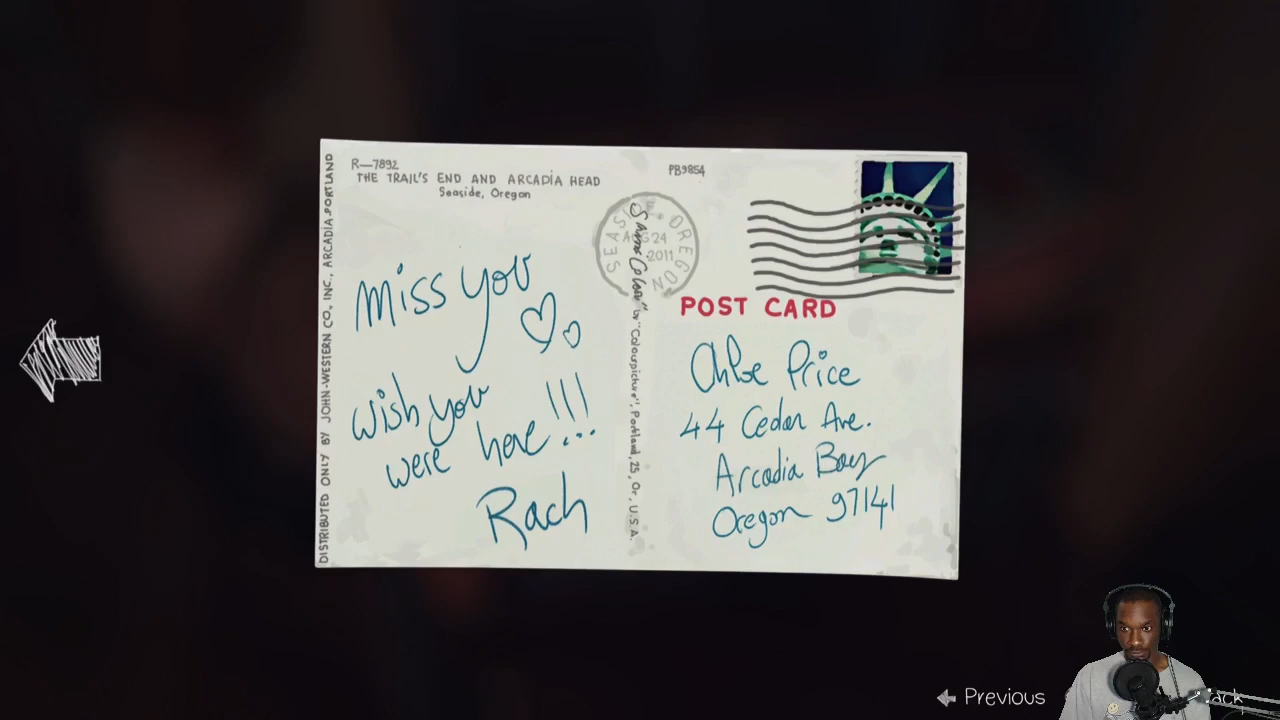 R—7892
THE TRAIL'S END AND ARCADIA HEAD
Seaside, Oregon
PB9854
DISTRIBUTED ONLY BY JOHN-WESTERN CO., INC., ARCADIA-PORTLAND
SEASIDE, OREGON
AUG 24
2011
by "Colourpicture", Portland, 25, Or, U.S.A.
POST CARD
Miss you
wish you
were here!!!
Rach
Chloe Price
44 Cedar Ave.
Arcadia Bay
Oregon 97141
Previous